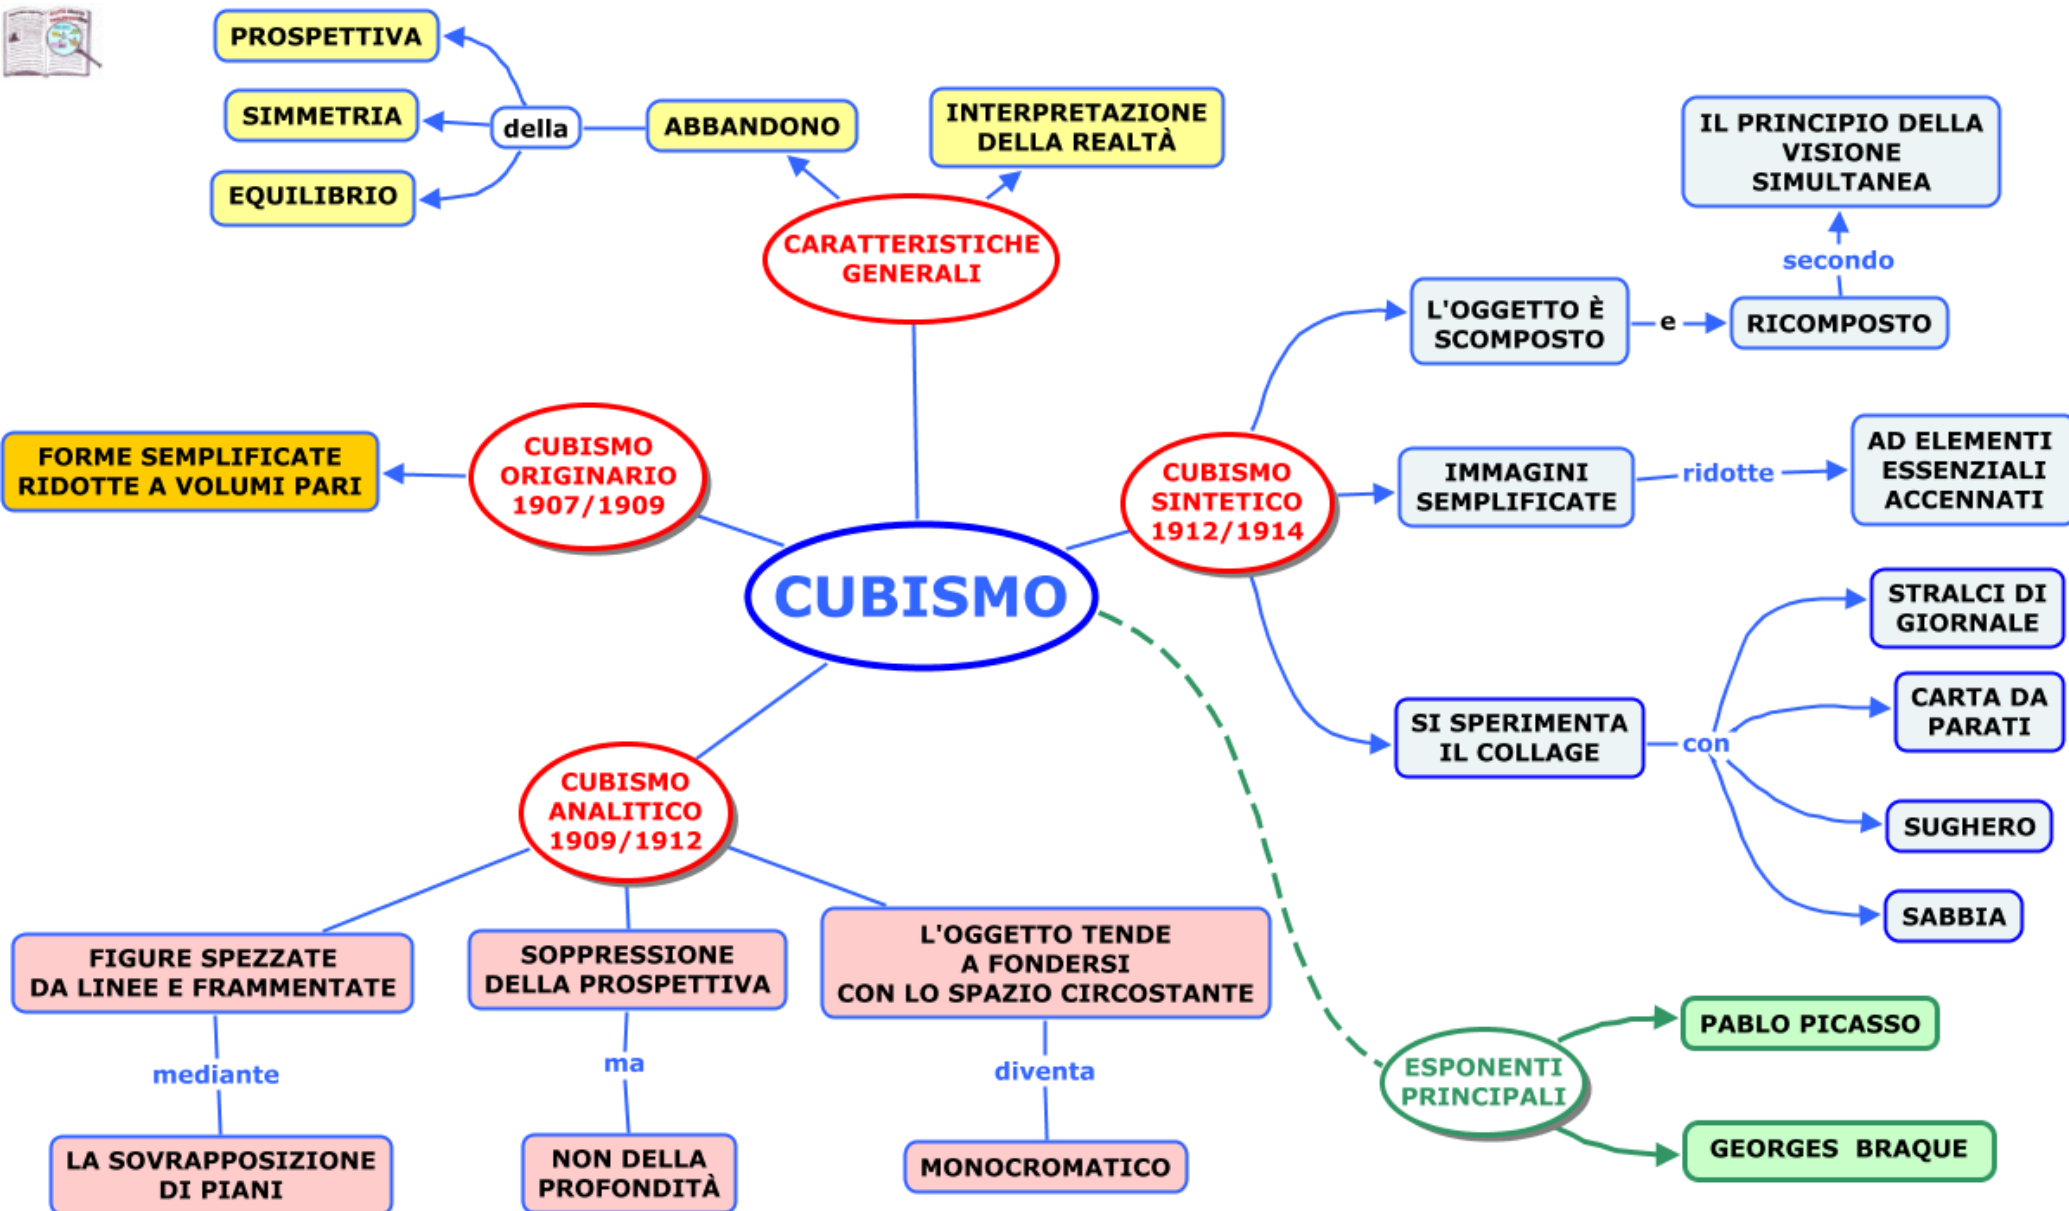 PROSPETTIVA
SIMMETRIA
EQUILIBRIO
della
ABBANDONO
INTERPRETAZIONE
DELLA REALTÀ
CARATTERISTICHE
GENERALI
IL PRINCIPIO DELLA
VISIONE
SIMULTANEA
secondo
L'OGGETTO È
SCOMPOSTO
e
RICOMPOSTO
FORME SEMPLIFICATE
RIDOTTE A VOLUMI PARI
CUBISMO
ORIGINARIO
1907/1909
CUBISMO
SINTETICO
1912/1914
IMMAGINI
SEMPLIFICATE
ridotte
AD ELEMENTI
ESSENZIALI
ACCENNATI
CUBISMO
STRALCI DI
GIORNALE
CARTA DA
PARATI
SI SPERIMENTA
IL COLLAGE
con
SUGHERO
SABBIA
CUBISMO
ANALITICO
1909/1912
FIGURE SPEZZATE
DA LINEE E FRAMMENTATE
mediante
LA SOVRAPPOSIZIONE
DI PIANI
SOPPRESSIONE
DELLA PROSPETTIVA
ma
NON DELLA
PROFONDITÀ
L'OGGETTO TENDE
A FONDERSI
CON LO SPAZIO CIRCOSTANTE
diventa
MONOCROMATICO
ESPONENTI
PRINCIPALI
PABLO PICASSO
GEORGES  BRAQUE